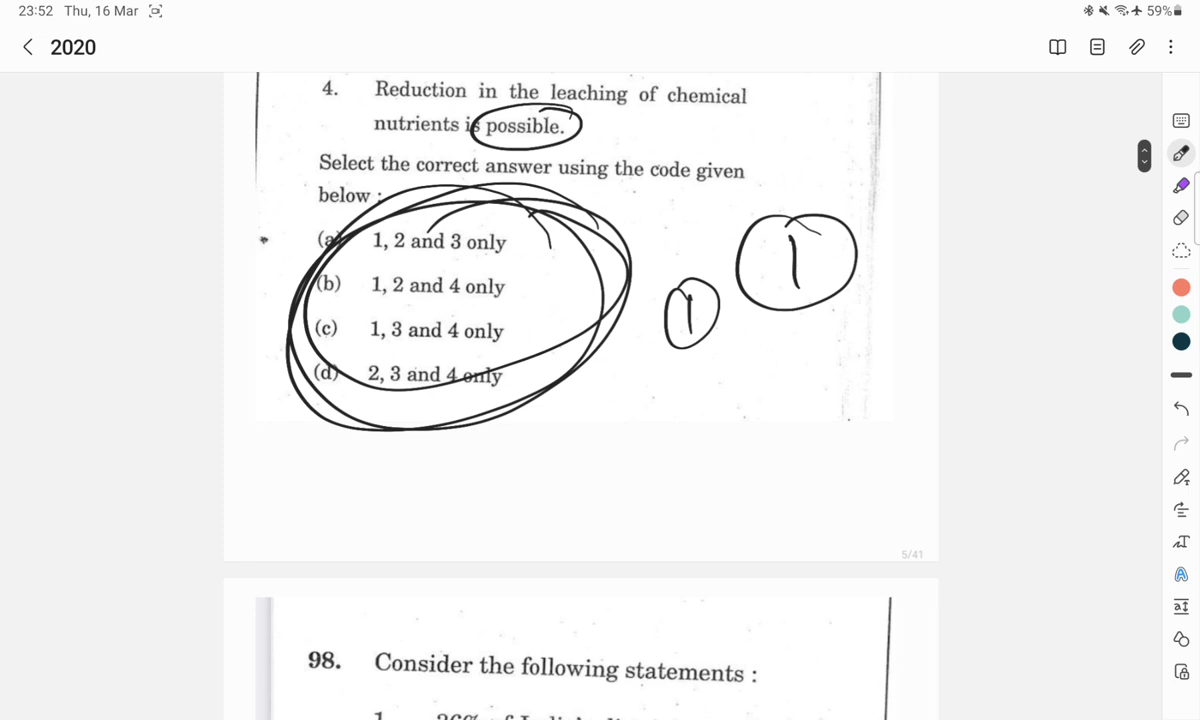 23:52 Thu, 16 Mar
59%
2020
4. Reduction in the leaching of chemical
nutrients is possible.
Select the correct answer using the code given
below :
(a) 1, 2 and 3 only
(b) 1, 2 and 4 only
(c) 1, 3 and 4 only
(d) 2, 3 and 4 only
1
1
5/41
98. Consider the following statements :